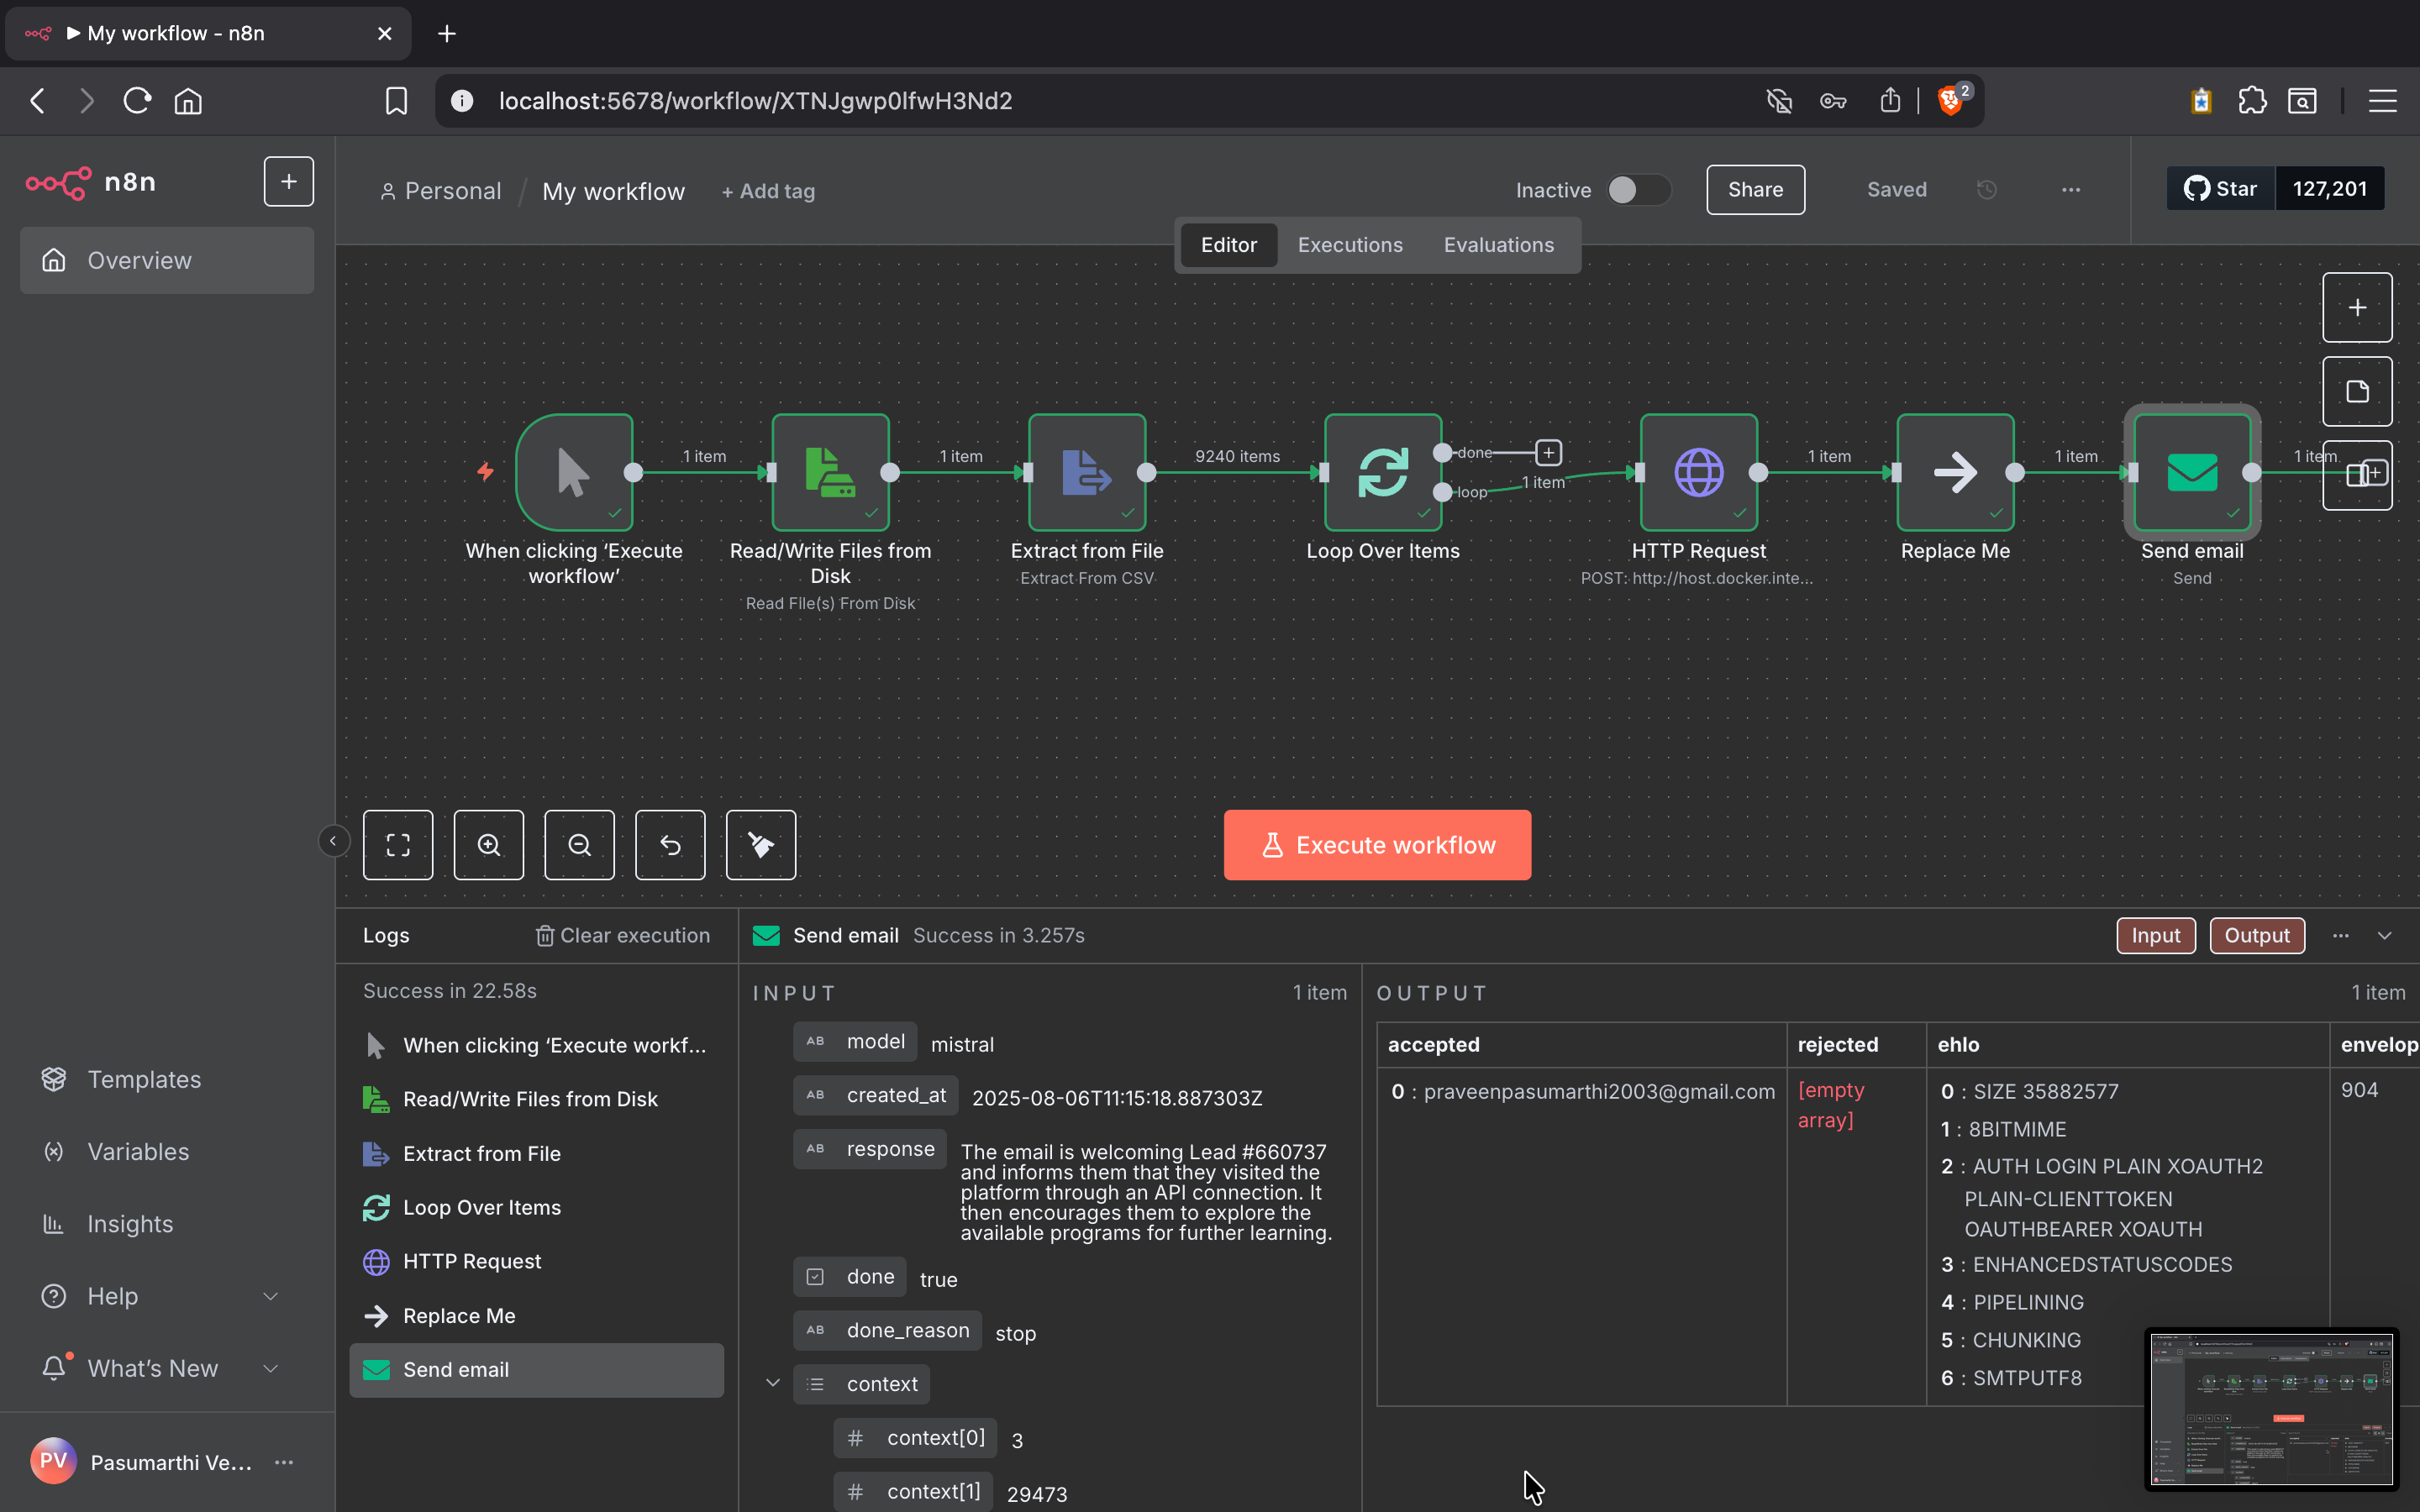 My workflow - n8n
localhost:5678/workflow/XTNJgwp0lfwH3Nd2
2
n8n
Personal / My workflow + Add tag
Inactive
Share
Saved
Star 127,201
Overview
Editor Executions Evaluations
1 item
1 item
9240 items
done
loop
1 item
1 item
1 item
1 item
When clicking ‘Execute
workflow’
Read/Write Files from
Disk
Read File(s) From Disk
Extract from File
Extract From CSV
Loop Over Items
HTTP Request
POST: http://host.docker.inte...
Replace Me
Send email
Send
Execute workflow
Templates
Variables
Insights
Help
What’s New
PV Pasumarthi Ve...
Logs
Clear execution
Success in 22.58s
When clicking ‘Execute workf...
Read/Write Files from Disk
Extract from File
Loop Over Items
HTTP Request
Replace Me
Send email
Send email Success in 3.257s
Input
Output
INPUT
1 item
AB model mistral
AB created_at 2025-08-06T11:15:18.887303Z
AB response The email is welcoming Lead #660737
and informs them that they visited the
platform through an API connection. It
then encourages them to explore the
available programs for further learning.
done true
AB done_reason stop
context
# context[0] 3
# context[1] 29473
OUTPUT
1 item
accepted rejected ehlo envelop
0 : praveenpasumarthi2003@gmail.com
[empty
array]
0 : SIZE 35882577
1 : 8BITMIME
2 : AUTH LOGIN PLAIN XOAUTH2
PLAIN-CLIENTTOKEN
OAUTHBEARER XOAUTH
3 : ENHANCEDSTATUSCODES
4 : PIPELINING
5 : CHUNKING
6 : SMTPUTF8
904